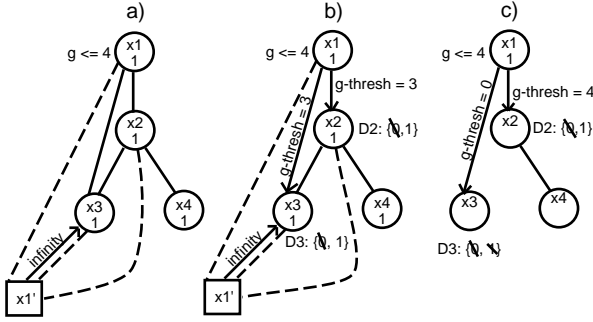 a)
g <= 4
x1
1
x2
1
x3
1
x4
1
infinity
x1'
b)
g <= 4
x1
1
g-thresh = 3
g-thresh = 3
x2
1
D2: {0,1}
x3
1
x4
1
D3: {0, 1}
infinity
x1'
c)
g <= 4
x1
1
g-thresh = 0
g-thresh = 4
x2
D2: {0,1}
x3
x4
D3: {0, 1}